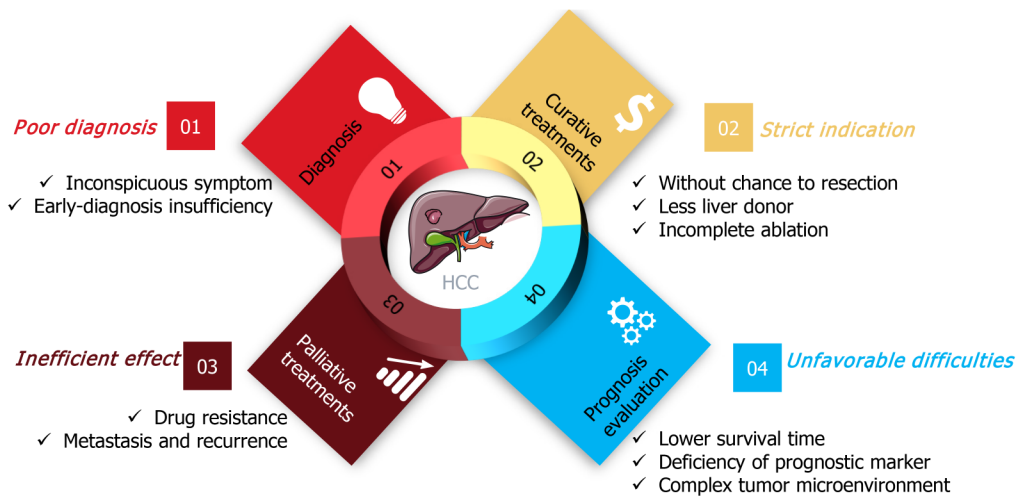 Poor diagnosis
01
Inconspicuous symptom
Early-diagnosis insufficiency
Diagnosis
01
Curative
treatments
$
02
02
Strict indication
Without chance to resection
Less liver donor
Incomplete ablation
HCC
Inefficient effect
03
Drug resistance
Metastasis and recurrence
Palliative
treatments
03
Prognosis
evaluation
04
04
Unfavorable difficulties
Lower survival time
Deficiency of prognostic marker
Complex tumor microenvironment